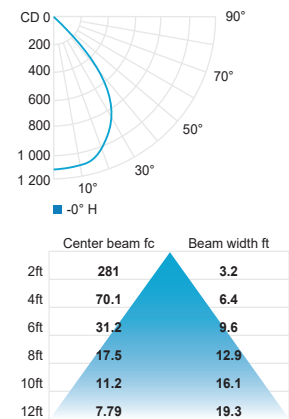 CD 0
200
400
600
800
1 000
1 200
90°
70°
50°
30°
10°
-0° H
Center beam fc Beam width ft
2ft 281 3.2
4ft 70.1 6.4
6ft 31.2 9.6
8ft 17.5 12.9
10ft 11.2 16.1
12ft 7.79 19.3